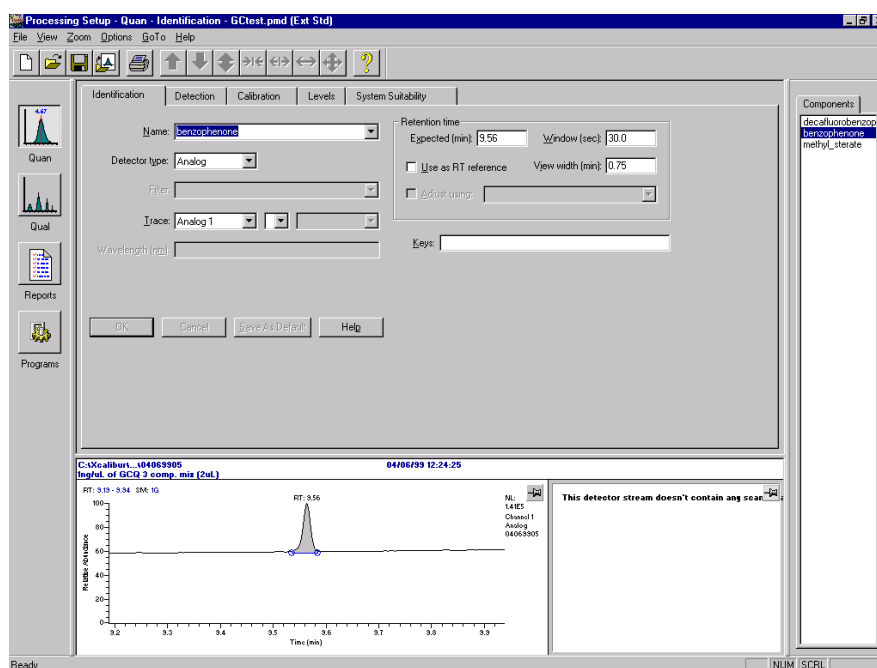 Processing Setup - Quan - Identification - GCtest.pmd (Ext Std)
File View Zoom Options GoTo Help
Identification Detection Calibration Levels System Suitability
Name: benzophenone
Detector type: Analog
Filter:
Trace: Analog 1
Wavelength (nm):
Retention time
Expected (min): 9.56 Window (sec): 30.0
Use as RT reference View width (min): 0.75
Adjust using:
Keys:
OK Cancel Save As Default Help
4.67
Quan
Qual
Reports
Programs
Components
decafluorobenzop
benzophenone
methyl_sterate
C:\Xcalibur\...\04069905 04/06/99 12:24:25
1ng/uL of GCQ 3 comp. mix (2uL)
RT: 9.19 - 9.94 SM: 1G
RT: 9.56
NL:
1.41E5
Channel 1
Analog
04069905
Relative Abundance
100
80
60
40
20
0
9.2 9.3 9.4 9.5 9.6 9.7 9.8 9.9
Time (min)
This detector stream doesn't contain any scan
Ready
NUM SCRL